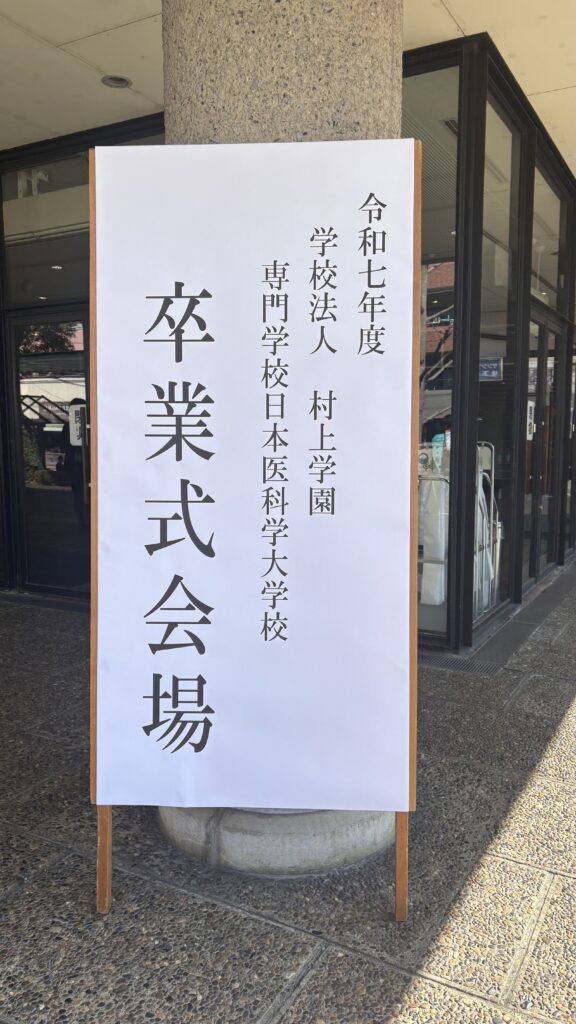 令和七年度
学校法人 村上学園
専門学校日本医科学大学校
卒業式会場